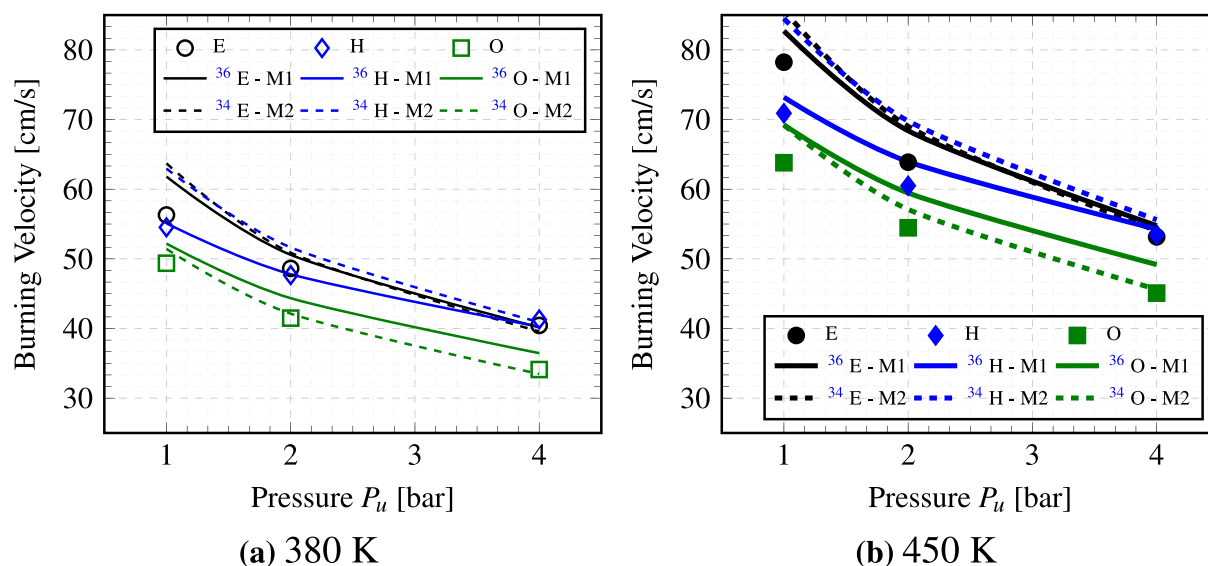 80
70
60
50
40
30
Burning Velocity [cm/s]
E H O
36 E - M1 36 H - M1 36 O - M1
34 E - M2 34 H - M2 34 O - M2
1 2 3 4
Pressure Pu [bar]
(a) 380 K
80
70
60
50
40
30
Burning Velocity [cm/s]
E H O
36 E - M1 36 H - M1 36 O - M1
34 E - M2 34 H - M2 34 O - M2
1 2 3 4
Pressure Pu [bar]
(b) 450 K